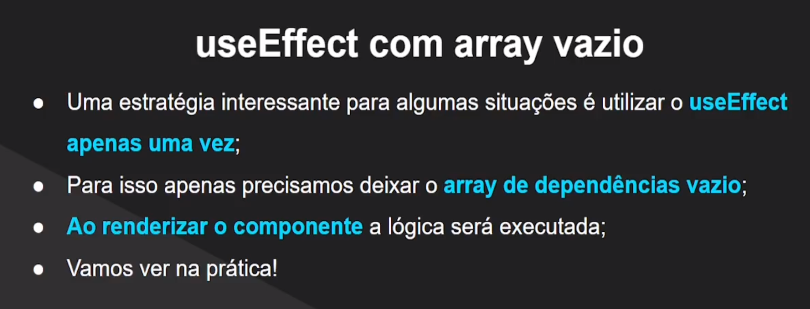 useEffect com array vazio
● Uma estratégia interessante para algumas situações é utilizar o useEffect
apenas uma vez;
● Para isso apenas precisamos deixar o array de dependências vazio;
● Ao renderizar o componente a lógica será executada;
● Vamos ver na prática!